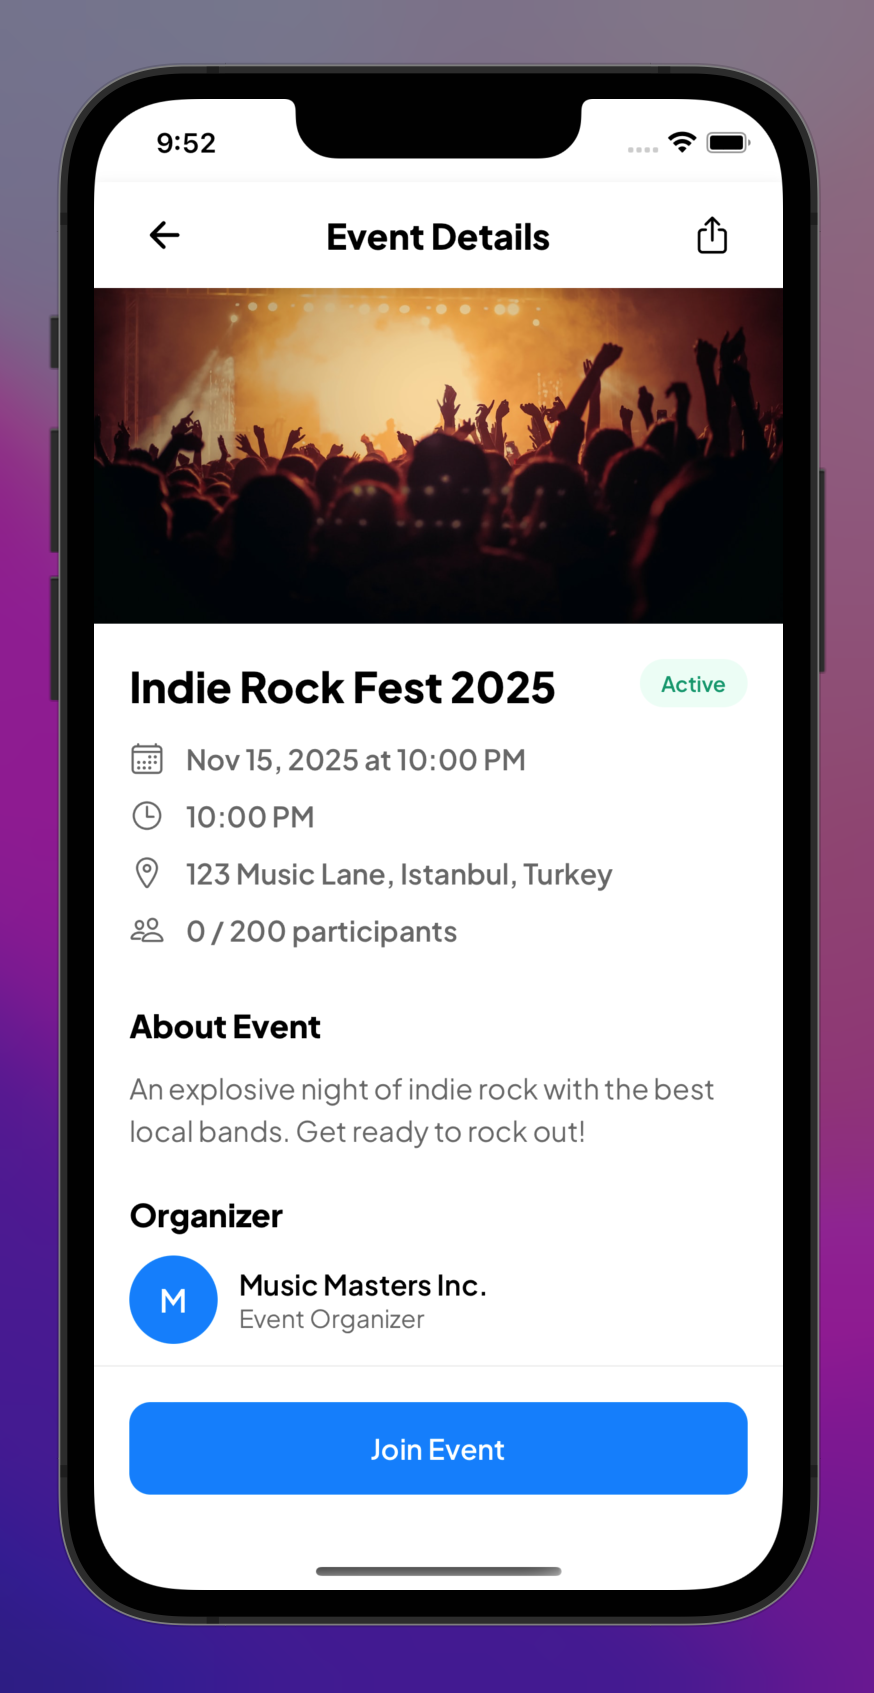 9:52
Event Details
Indie Rock Fest 2025
Active
Nov 15, 2025 at 10:00 PM
10:00 PM
123 Music Lane, Istanbul, Turkey
0 / 200 participants
About Event
An explosive night of indie rock with the best
local bands. Get ready to rock out!
Organizer
M
Music Masters Inc.
Event Organizer
Join Event